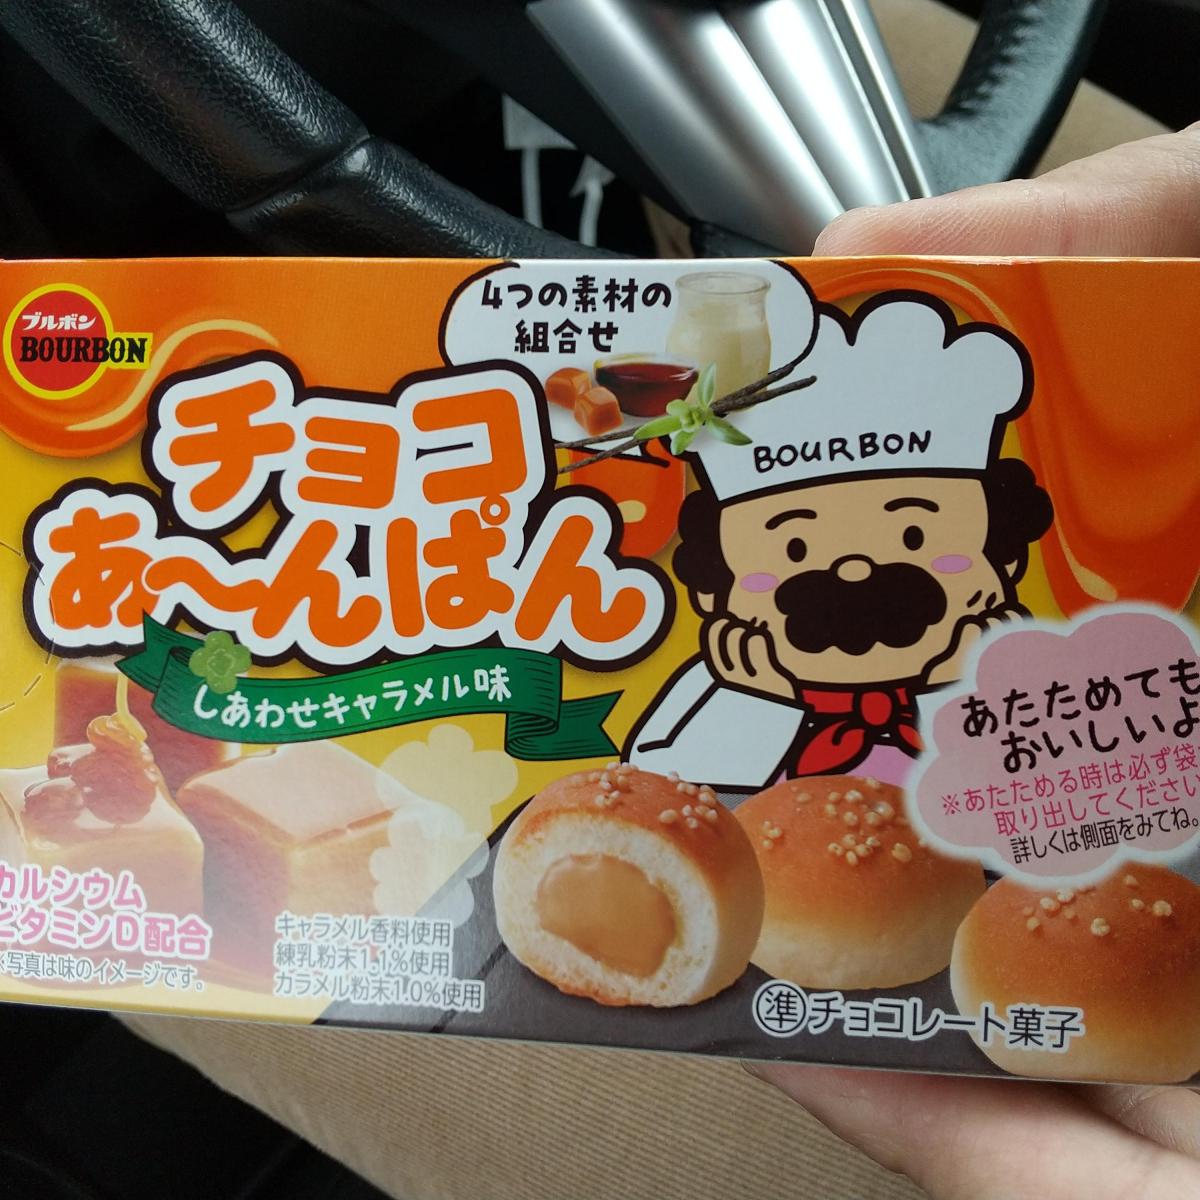 ブルボン
BOURBON
4つの素材の
組合せ
チョコ
あ〜んぱん
しあわせキャラメル味
BOURBON
あたためても
おいしいよ
※あたためる時は必ず袋
取り出してください
詳しくは側面をみてね。
カルシウム
ビタミンD配合
※写真は味のイメージです。
キャラメル香料使用
練乳粉末1.1%使用
カラメル粉末1.0%使用
準チョコレート菓子